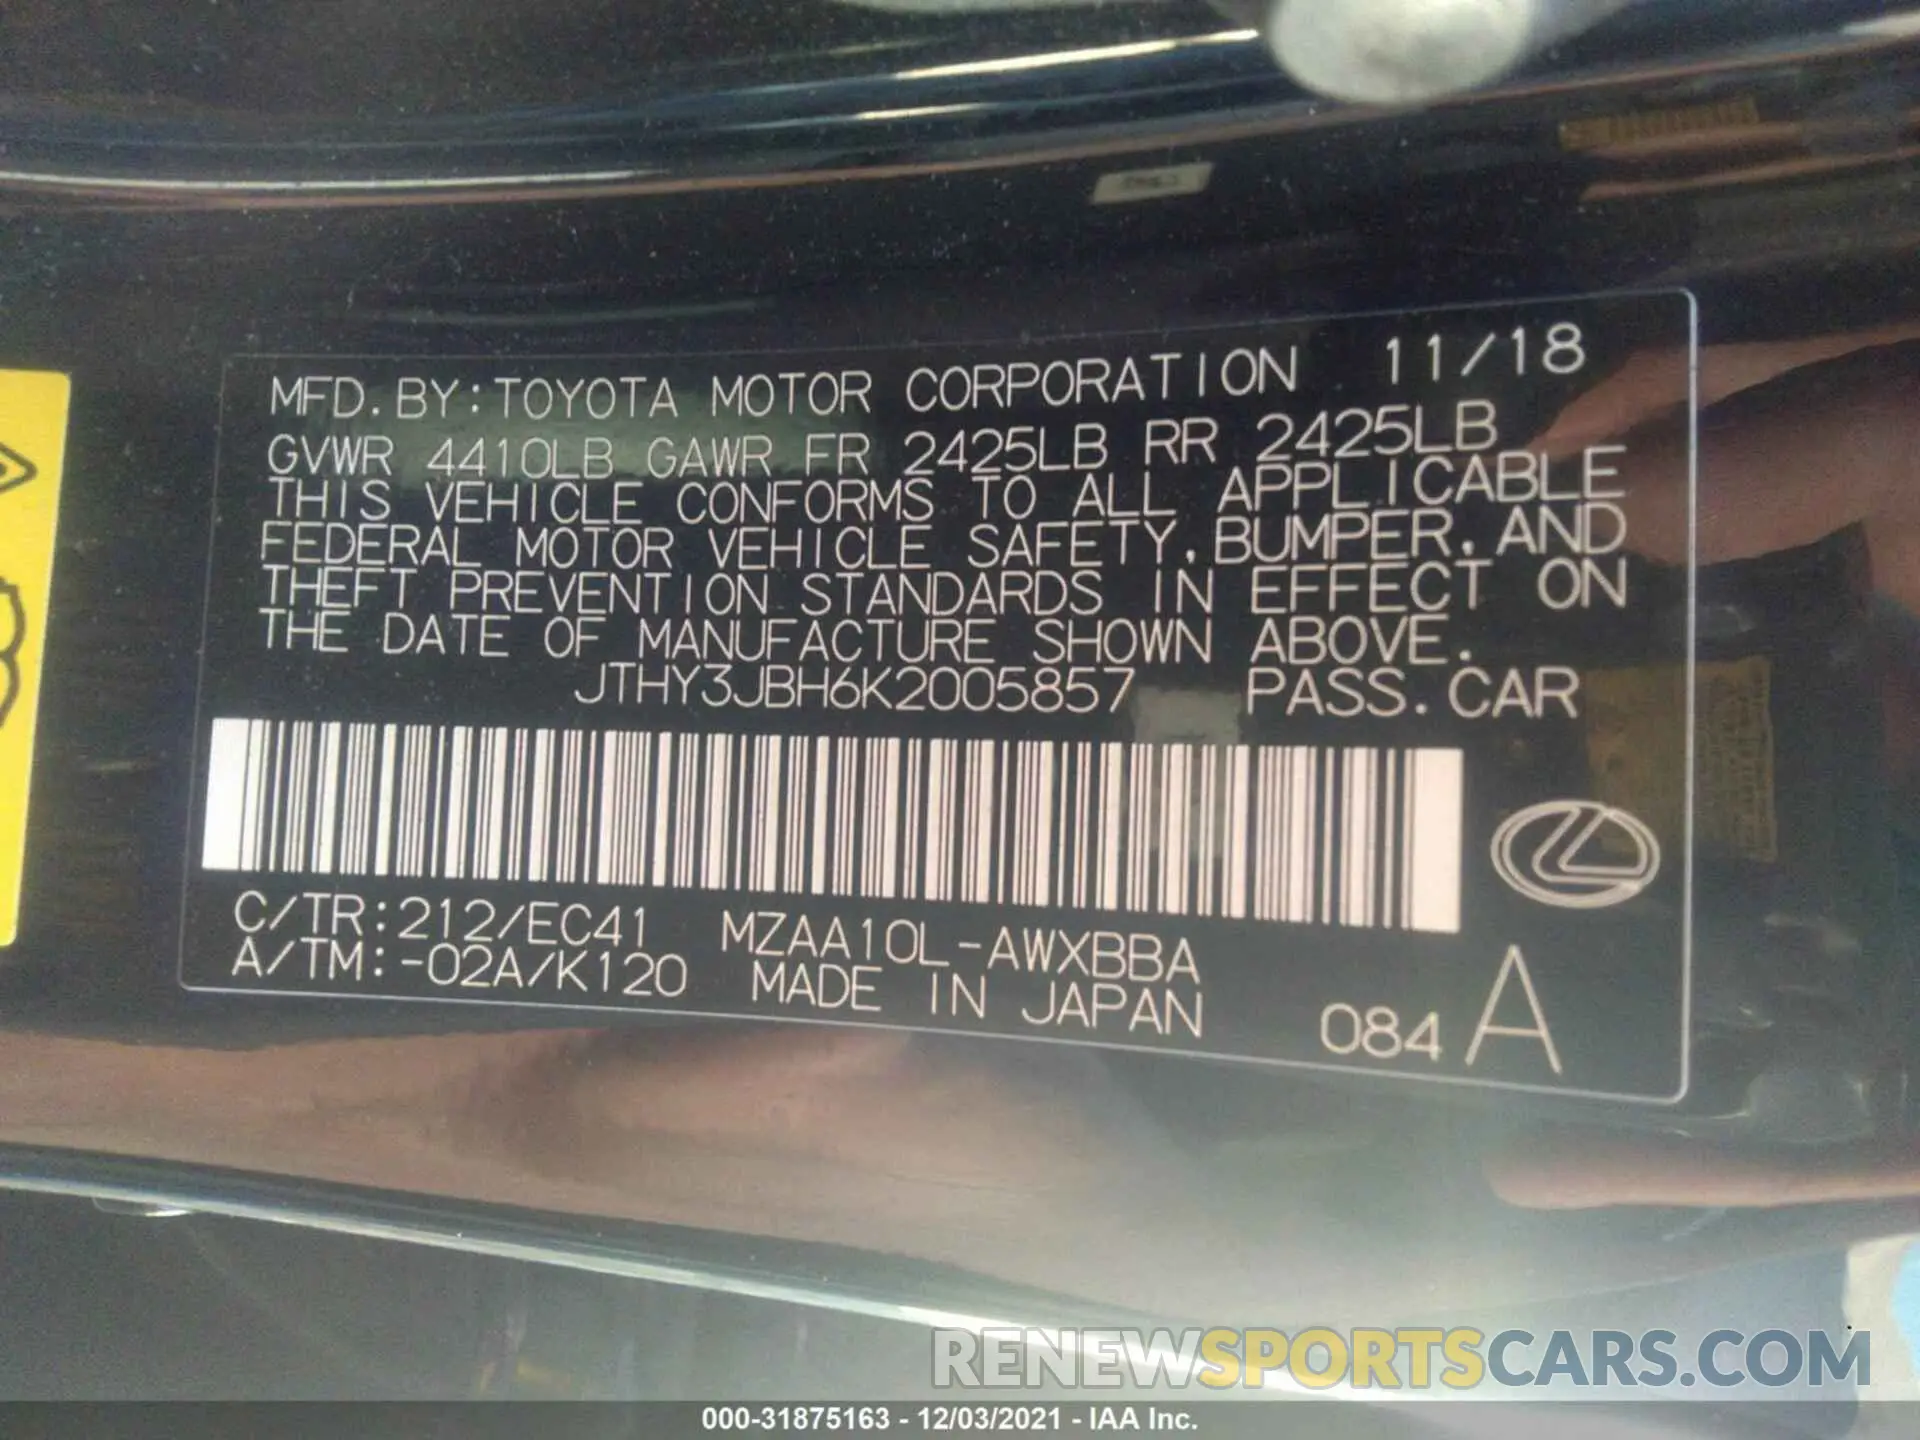 MFD. BY: TOYOTA MOTOR CORPORATION 11/18
GVWR 4410LB GAWR FR 2425LB RR 2425LB
THIS VEHICLE CONFORMS TO ALL APPLICABLE
FEDERAL MOTOR VEHICLE SAFETY, BUMPER, AND
THEFT PREVENTION STANDARDS IN EFFECT ON
THE DATE OF MANUFACTURE SHOWN ABOVE.
JTHY3JBH6K2005857 PASS. CAR
C/TR: 212/EC41 MZAA10L-AWXBBA
A/TM: -02A/K120 MADE IN JAPAN
084 A
RENEWSPORTSCARS.COM
000-31875163 - 12/03/2021 - IAA Inc.